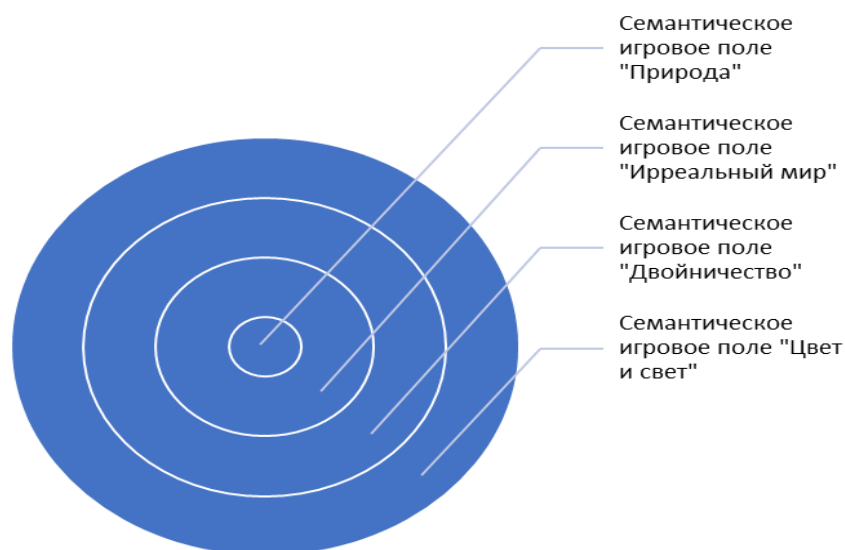 Семантическое
игровое поле
"Природа"
Семантическое
игровое поле
"Ирреальный мир"
Семантическое
игровое поле
"Двойничество"
Семантическое
игровое поле "Цвет
и свет"